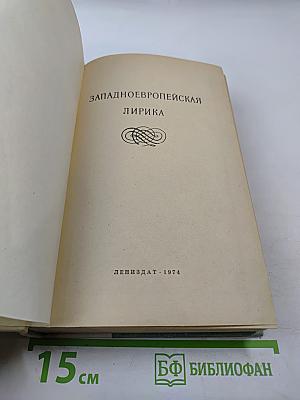 ЗАПАДНОЕВРОПЕЙСКАЯ
ЛИРИКА
ЛЕНИЗДАТ · 1974
15 см
БФ БИБЛИОФАН